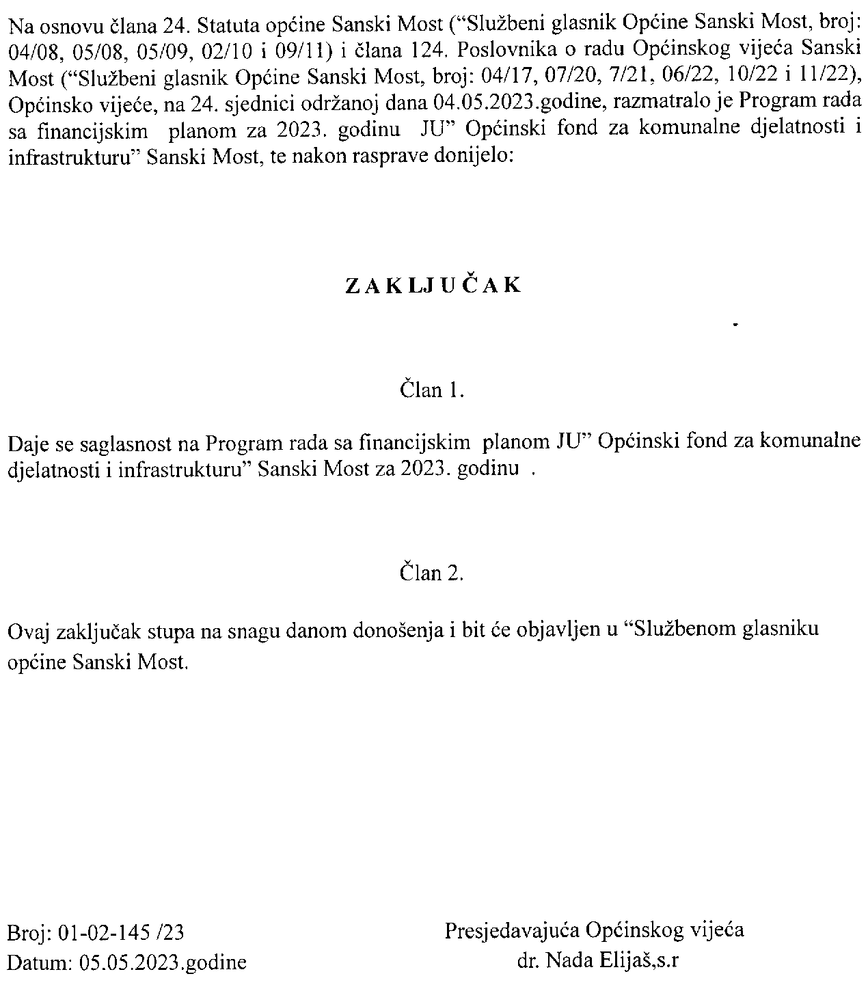 Na osnovu člana 24. Statuta općine Sanski Most (“Službeni glasnik Općine Sanski Most, broj:
04/08, 05/08, 05/09, 02/10 i 09/11) i člana 124. Poslovnika o radu Općinskog vijeća Sanski
Most (“Službeni glasnik Općine Sanski Most, broj: 04/17, 07/20, 7/21, 06/22, 10/22 i 11/22),
Općinsko vijeće, na 24. sjednici održanoj dana 04.05.2023.godine, razmatralo je Program rada
sa financijskim planom za 2023. godinu JU” Općinski fond za komunalne djelatnosti i
infrastrukturu” Sanski Most, te nakon rasprave donijelo:
Z A K LJ U Č A K
Član 1.
Daje se saglasnost na Program rada sa financijskim planom JU” Općinski fond za komunalne
djelatnosti i infrastrukturu” Sanski Most za 2023. godinu .
Član 2.
Ovaj zaključak stupa na snagu danom donošenja i bit će objavljen u “Službenom glasniku
općine Sanski Most.
Broj: 01-02-145 /23
Datum: 05.05.2023.godine
Presjedavajuća Općinskog vijeća
dr. Nada Elijaš,s.r